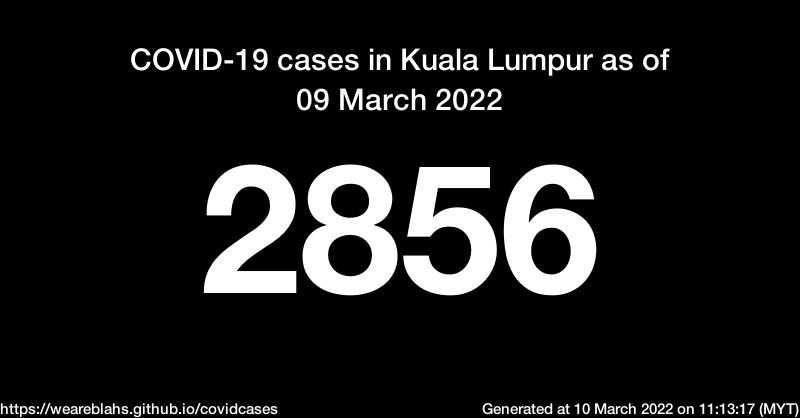 COVID-19 cases in Kuala Lumpur as of
09 March 2022
2856
https://weareblahs.github.io/covidcases
Generated at 10 March 2022 on 11:13:17 (MYT)